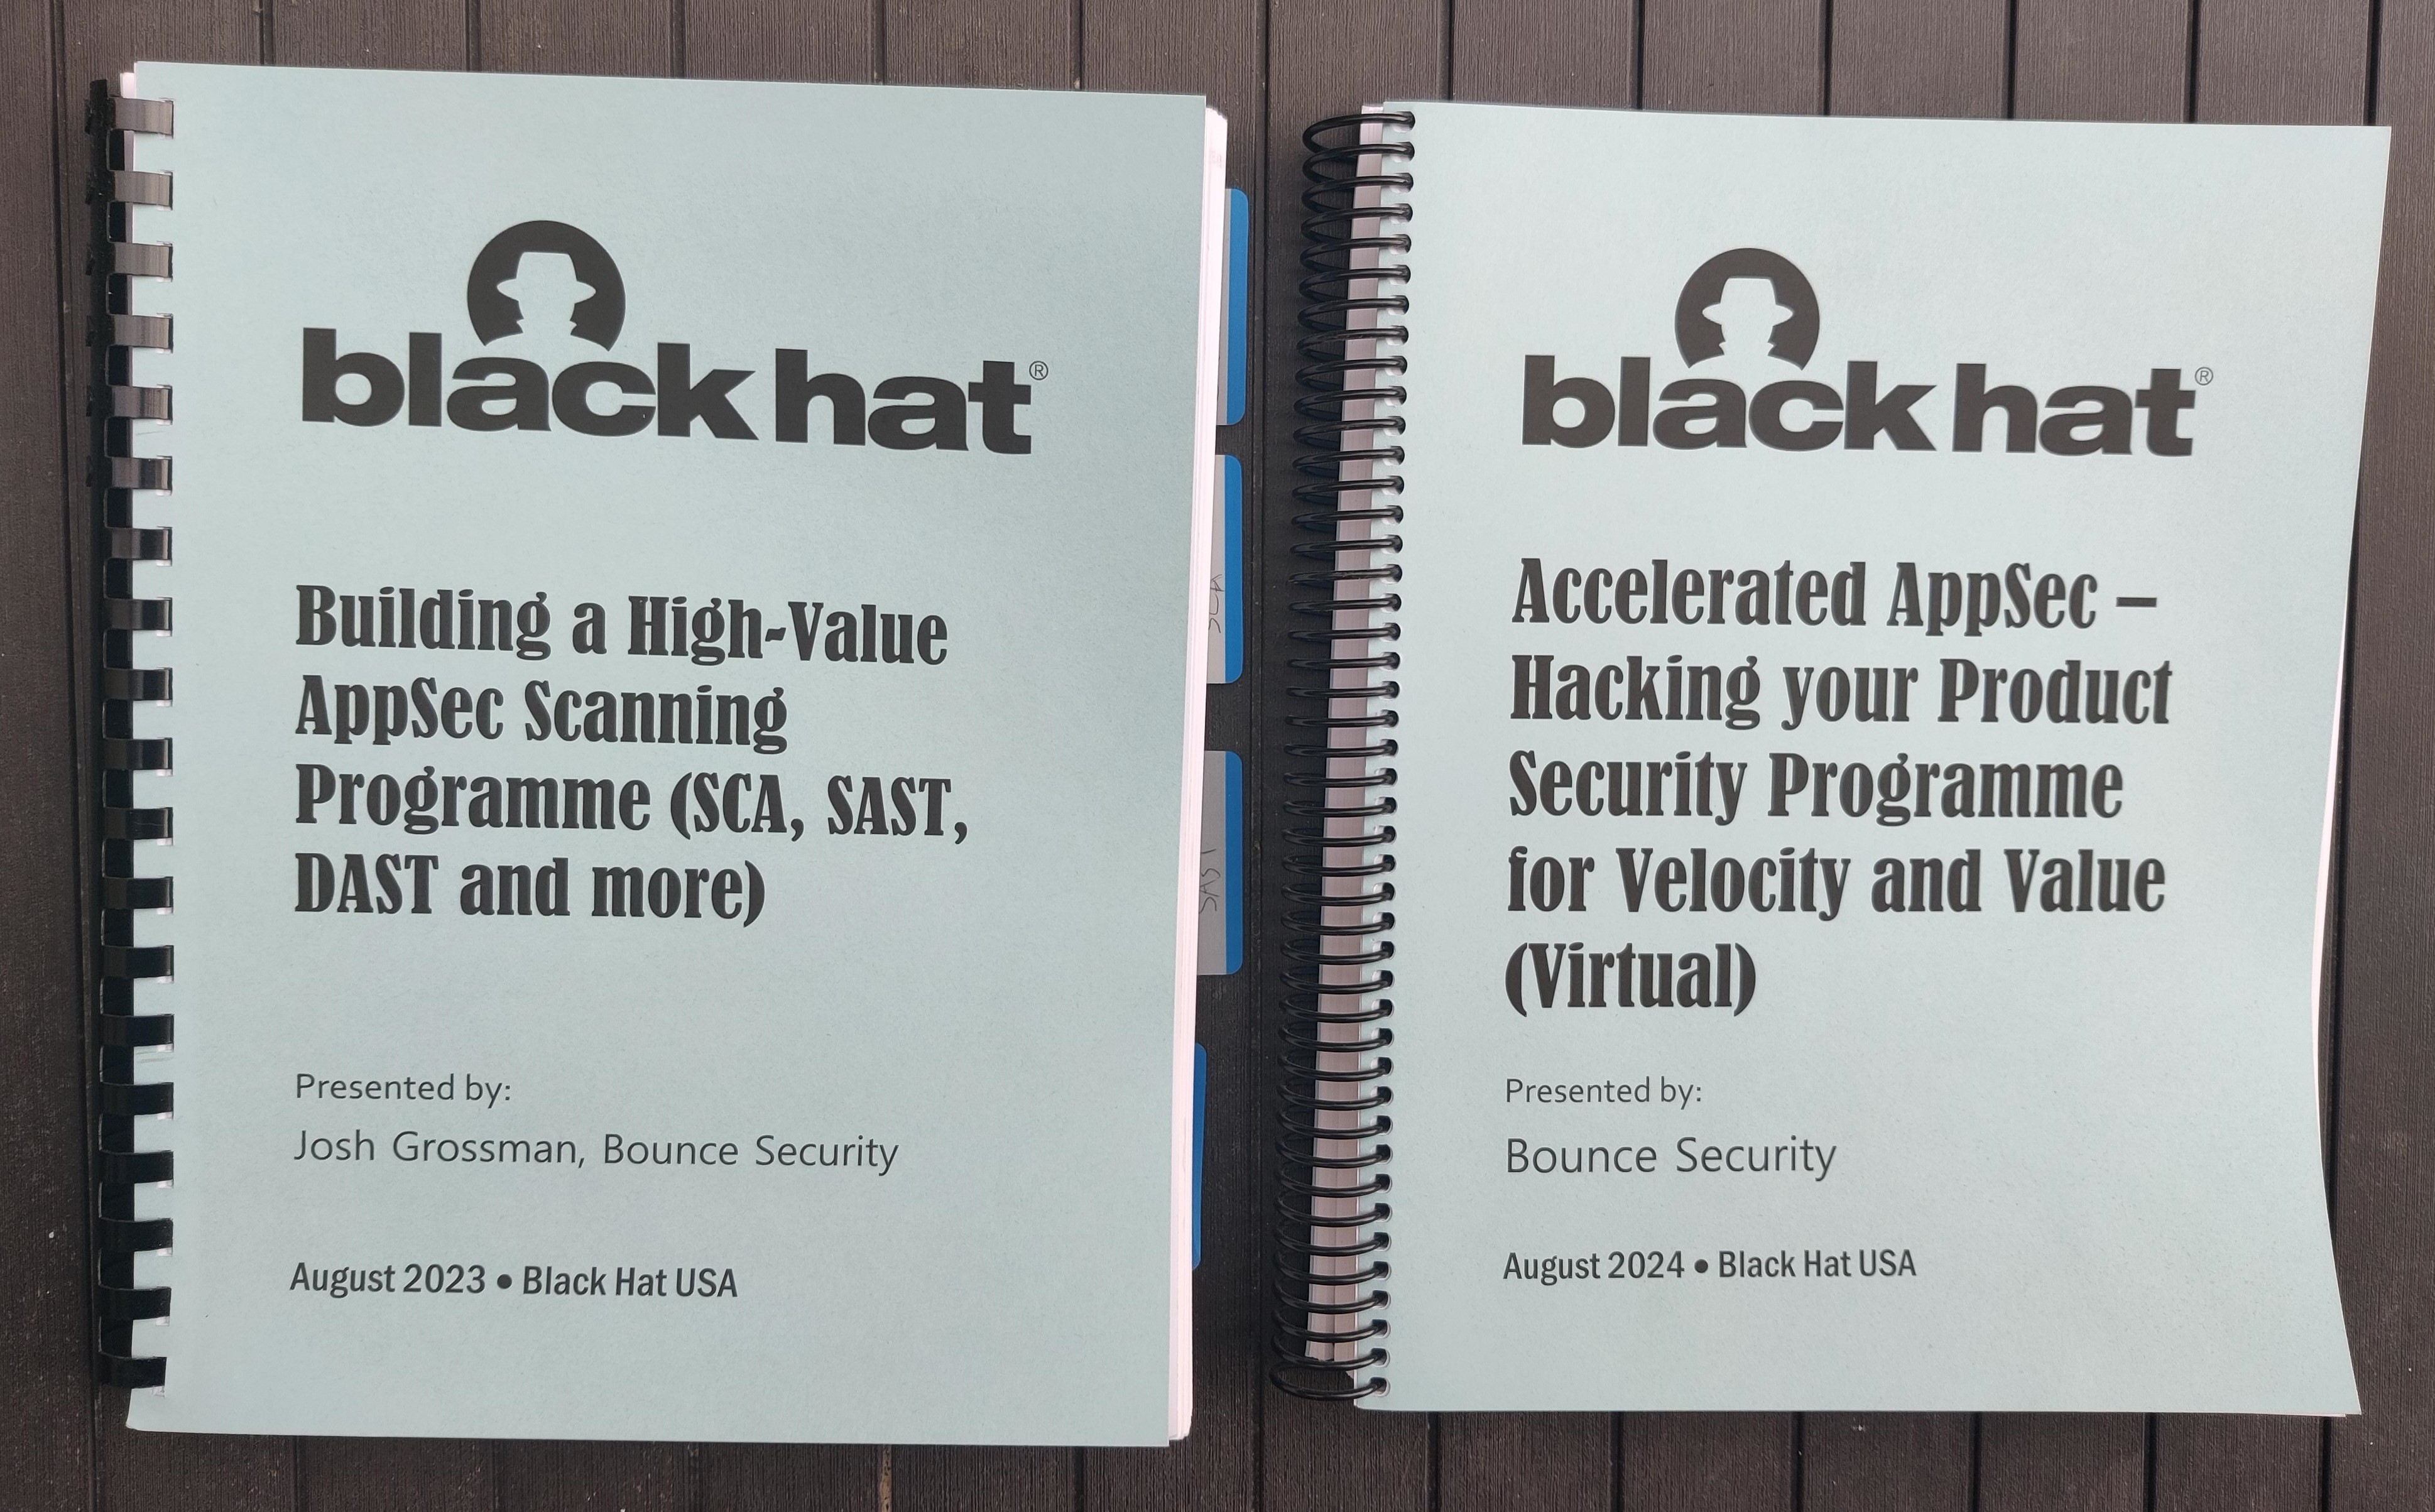 black hat®
Building a High-Value
AppSec Scanning
Programme (SCA, SAST,
DAST and more)
Presented by:
Josh Grossman, Bounce Security
August 2023 • Black Hat USA
SCA
SAST
black hat®
Accelerated AppSec –
Hacking your Product
Security Programme
for Velocity and Value
(Virtual)
Presented by:
Bounce Security
August 2024 • Black Hat USA